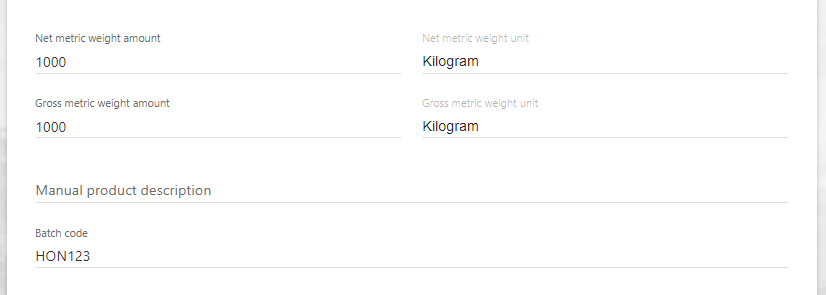 Net metric weight amount
Net metric weight unit
1000
Kilogram
Gross metric weight amount
Gross metric weight unit
1000
Kilogram
Manual product description
Batch code
HON123